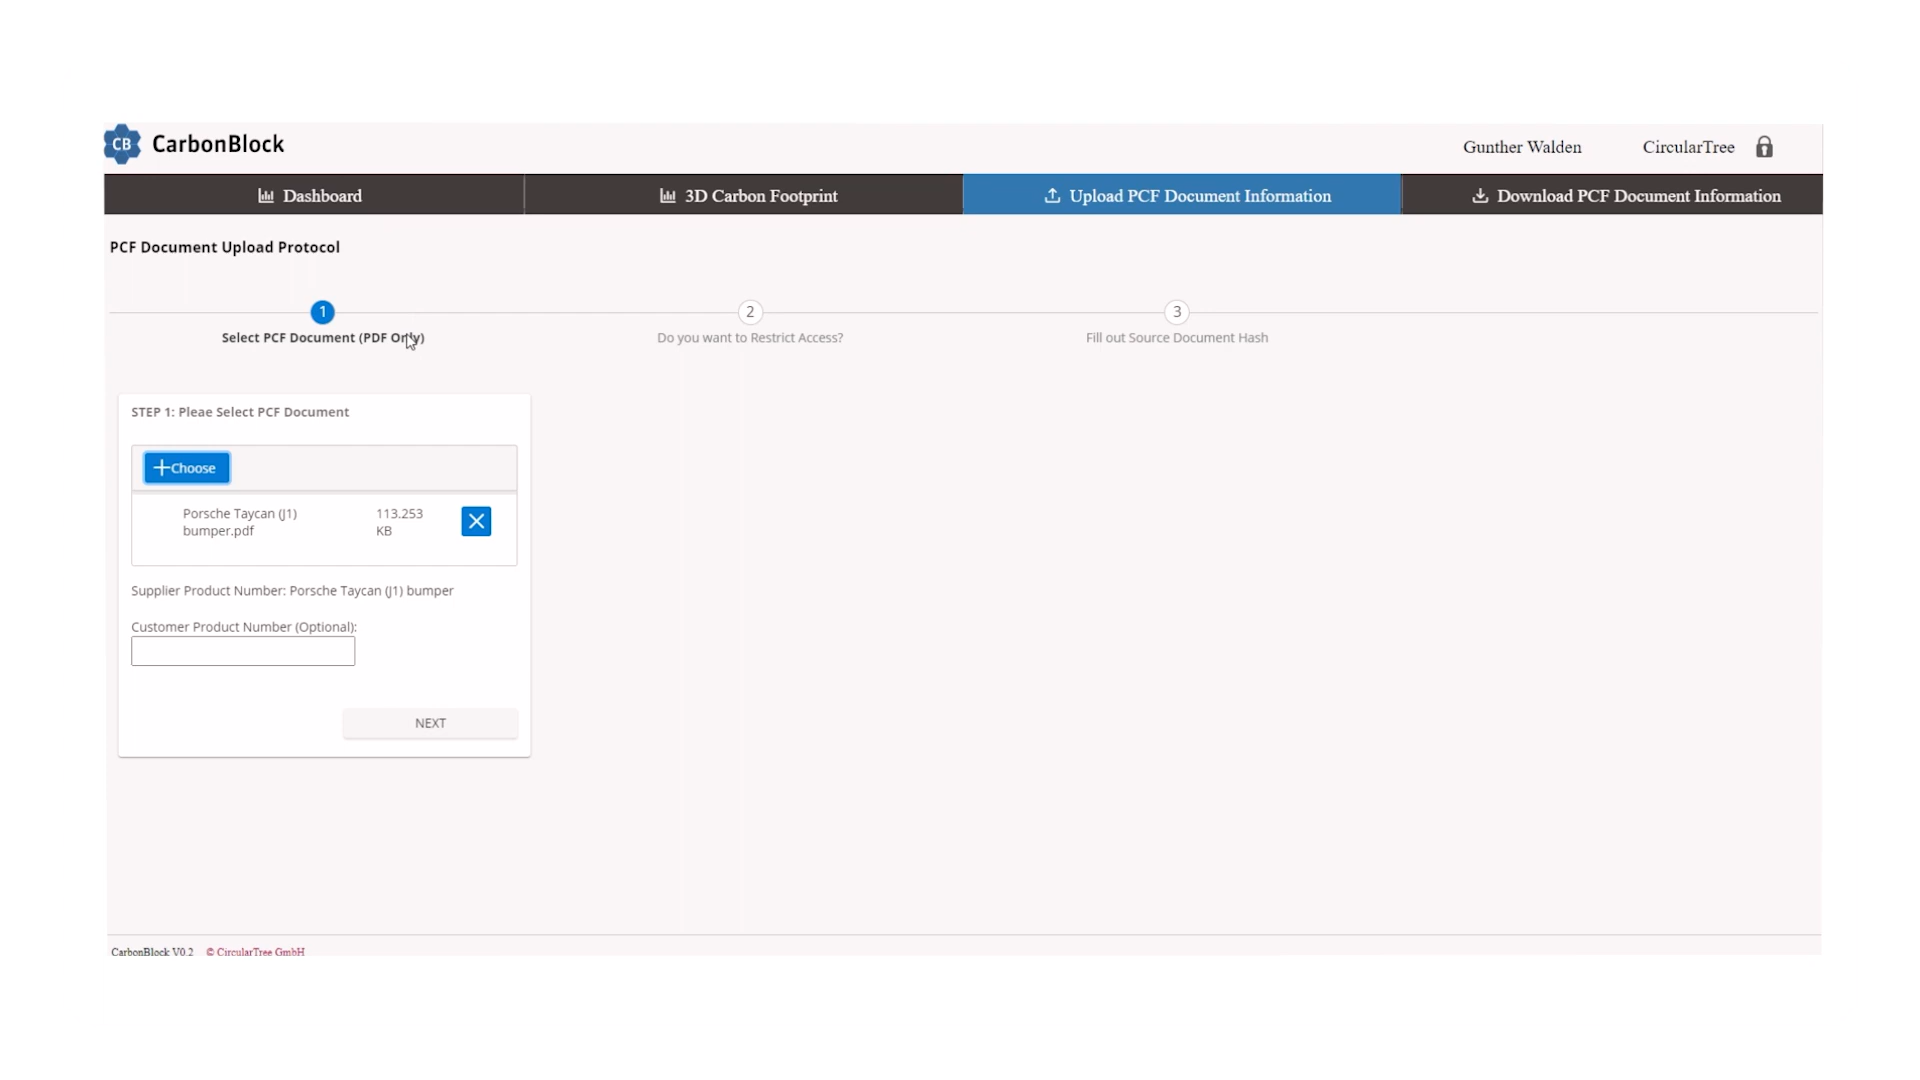 CB CarbonBlock
Gunther Walden CircularTree
Dashboard 3D Carbon Footprint Upload PCF Document Information Download PCF Document Information
PCF Document Upload Protocol
1 2 3
Select PCF Document (PDF Only) Do you want to Restrict Access? Fill out Source Document Hash
STEP 1: Pleae Select PCF Document
+Choose
Porsche Taycan (J1) 113.253
bumper.pdf KB
Supplier Product Number: Porsche Taycan (J1) bumper
Customer Product Number (Optional):
NEXT
CarbonBlock V0.2 © CircularTree GmbH